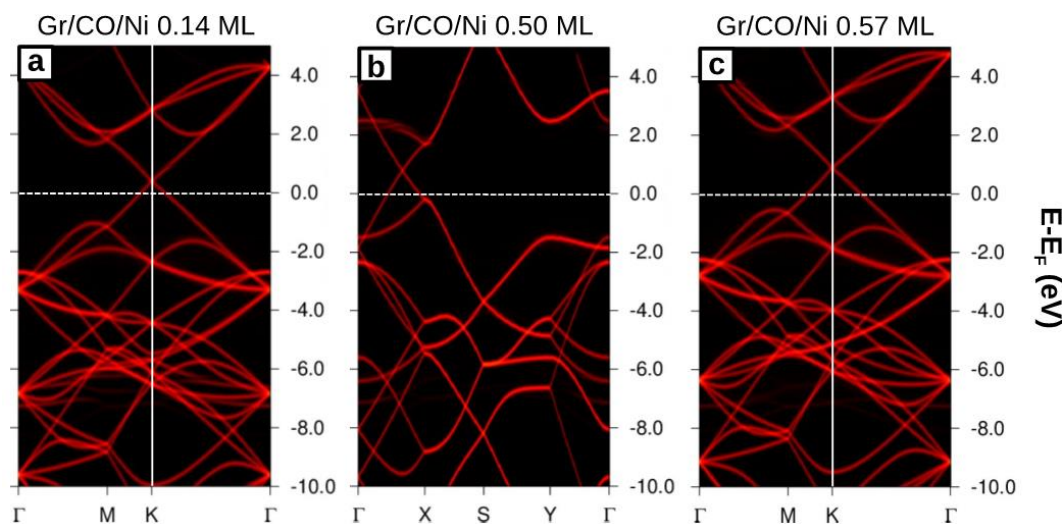 Gr/CO/Ni 0.14 ML
Gr/CO/Ni 0.50 ML
Gr/CO/Ni 0.57 ML
a
b
c
4.0
2.0
0.0
-2.0
-4.0
-6.0
-8.0
-10.0
4.0
2.0
0.0
-2.0
-4.0
-6.0
-8.0
-10.0
4.0
2.0
0.0
-2.0
-4.0
-6.0
-8.0
-10.0
E-E_F (eV)
Γ M K Γ
Γ X S Y Γ
Γ M K Γ